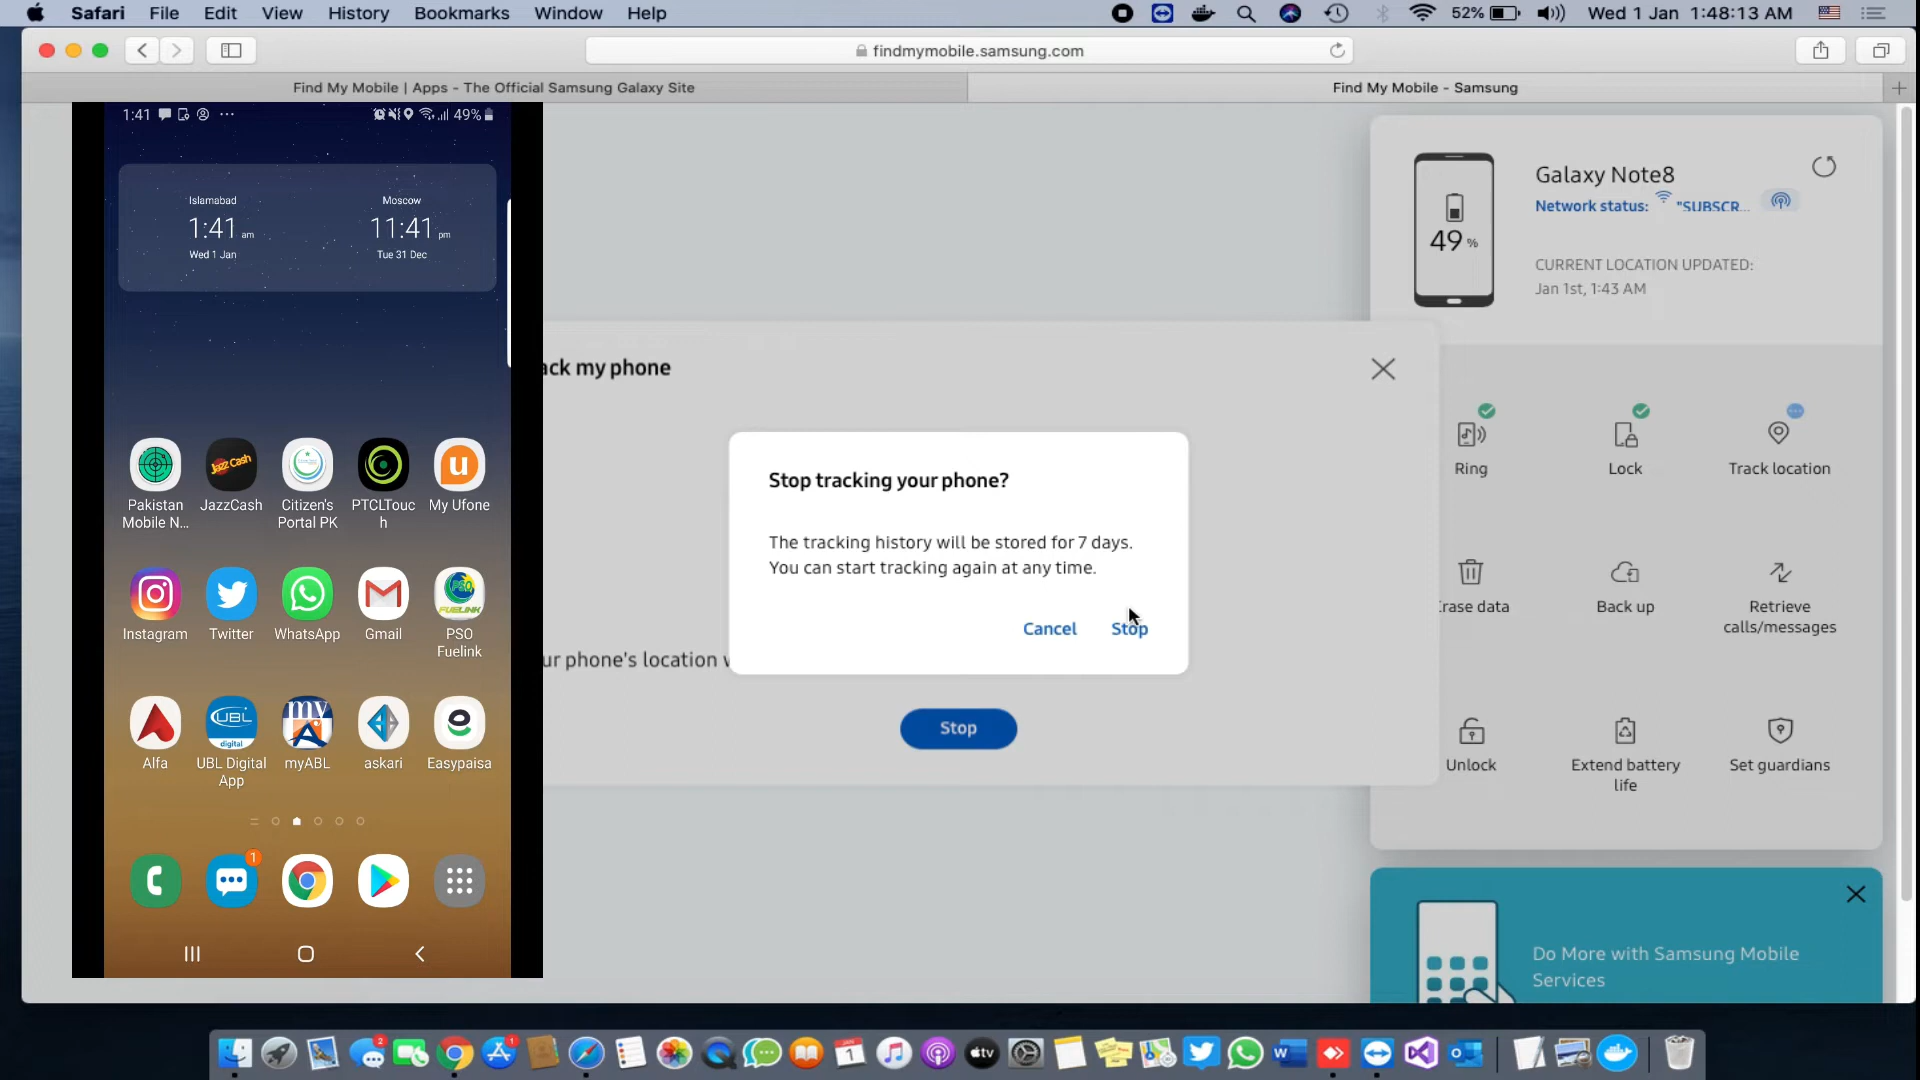 Safari File Edit View History Bookmarks Window Help
52% Wed 1 Jan 1:48:13 AM
findmymobile.samsung.com
Find My Mobile | Apps - The Official Samsung Galaxy Site
Find My Mobile - Samsung
1:41
49%
Islamabad
1:41 am
Wed 1 Jan
Moscow
11:41 pm
Tue 31 Dec
Pakistan
Mobile N...
JazzCash
Citizen's
Portal PK
PTCLTouc
h
My Ufone
Instagram
Twitter
WhatsApp
Gmail
PSO
Fuelink
Alfa
UBL Digital
App
myABL
askari
Easypaisa
1
ack my phone
Stop tracking your phone?
The tracking history will be stored for 7 days.
You can start tracking again at any time.
Cancel Stop
ur phone's location
Stop
49 %
Galaxy Note8
Network status: "SUBSCR...
CURRENT LOCATION UPDATED:
Jan 1st, 1:43 AM
Ring
Lock
Track location
rase data
Back up
Retrieve
calls/messages
Unlock
Extend battery
life
Set guardians
Do More with Samsung Mobile
Services